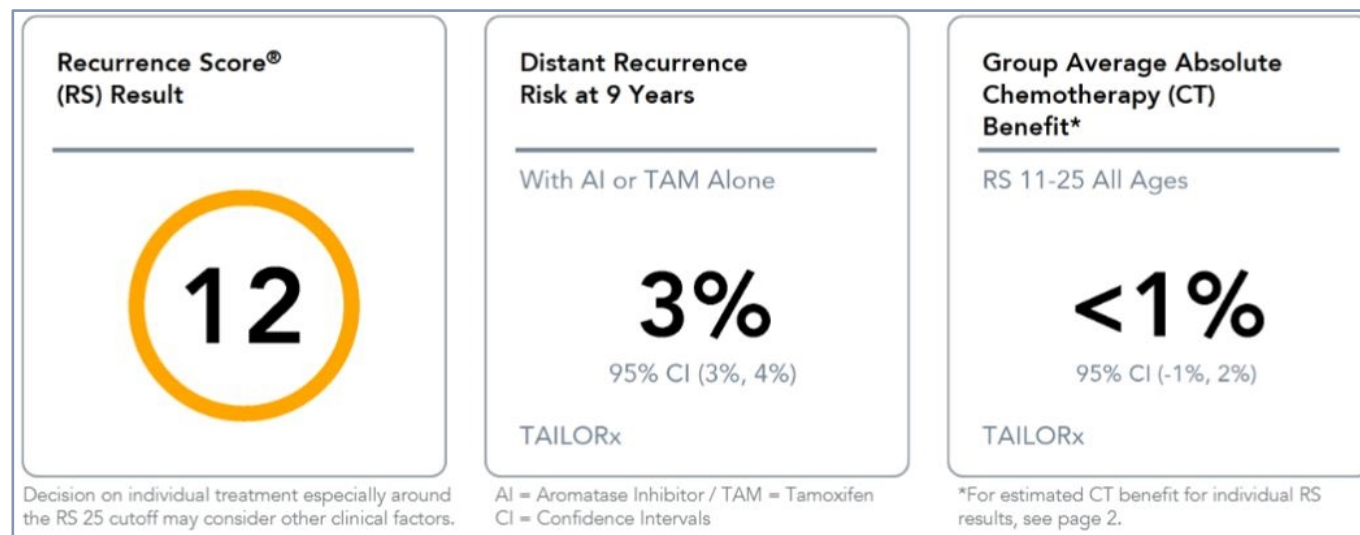 Recurrence Score®
(RS) Result
12
Decision on individual treatment especially around
the RS 25 cutoff may consider other clinical factors.
Distant Recurrence
Risk at 9 Years
With AI or TAM Alone
3%
95% CI (3%, 4%)
TAILORx
AI = Aromatase Inhibitor / TAM = Tamoxifen
CI = Confidence Intervals
Group Average Absolute
Chemotherapy (CT)
Benefit*
RS 11-25 All Ages
<1%
95% CI (-1%, 2%)
TAILORx
*For estimated CT benefit for individual RS
results, see page 2.